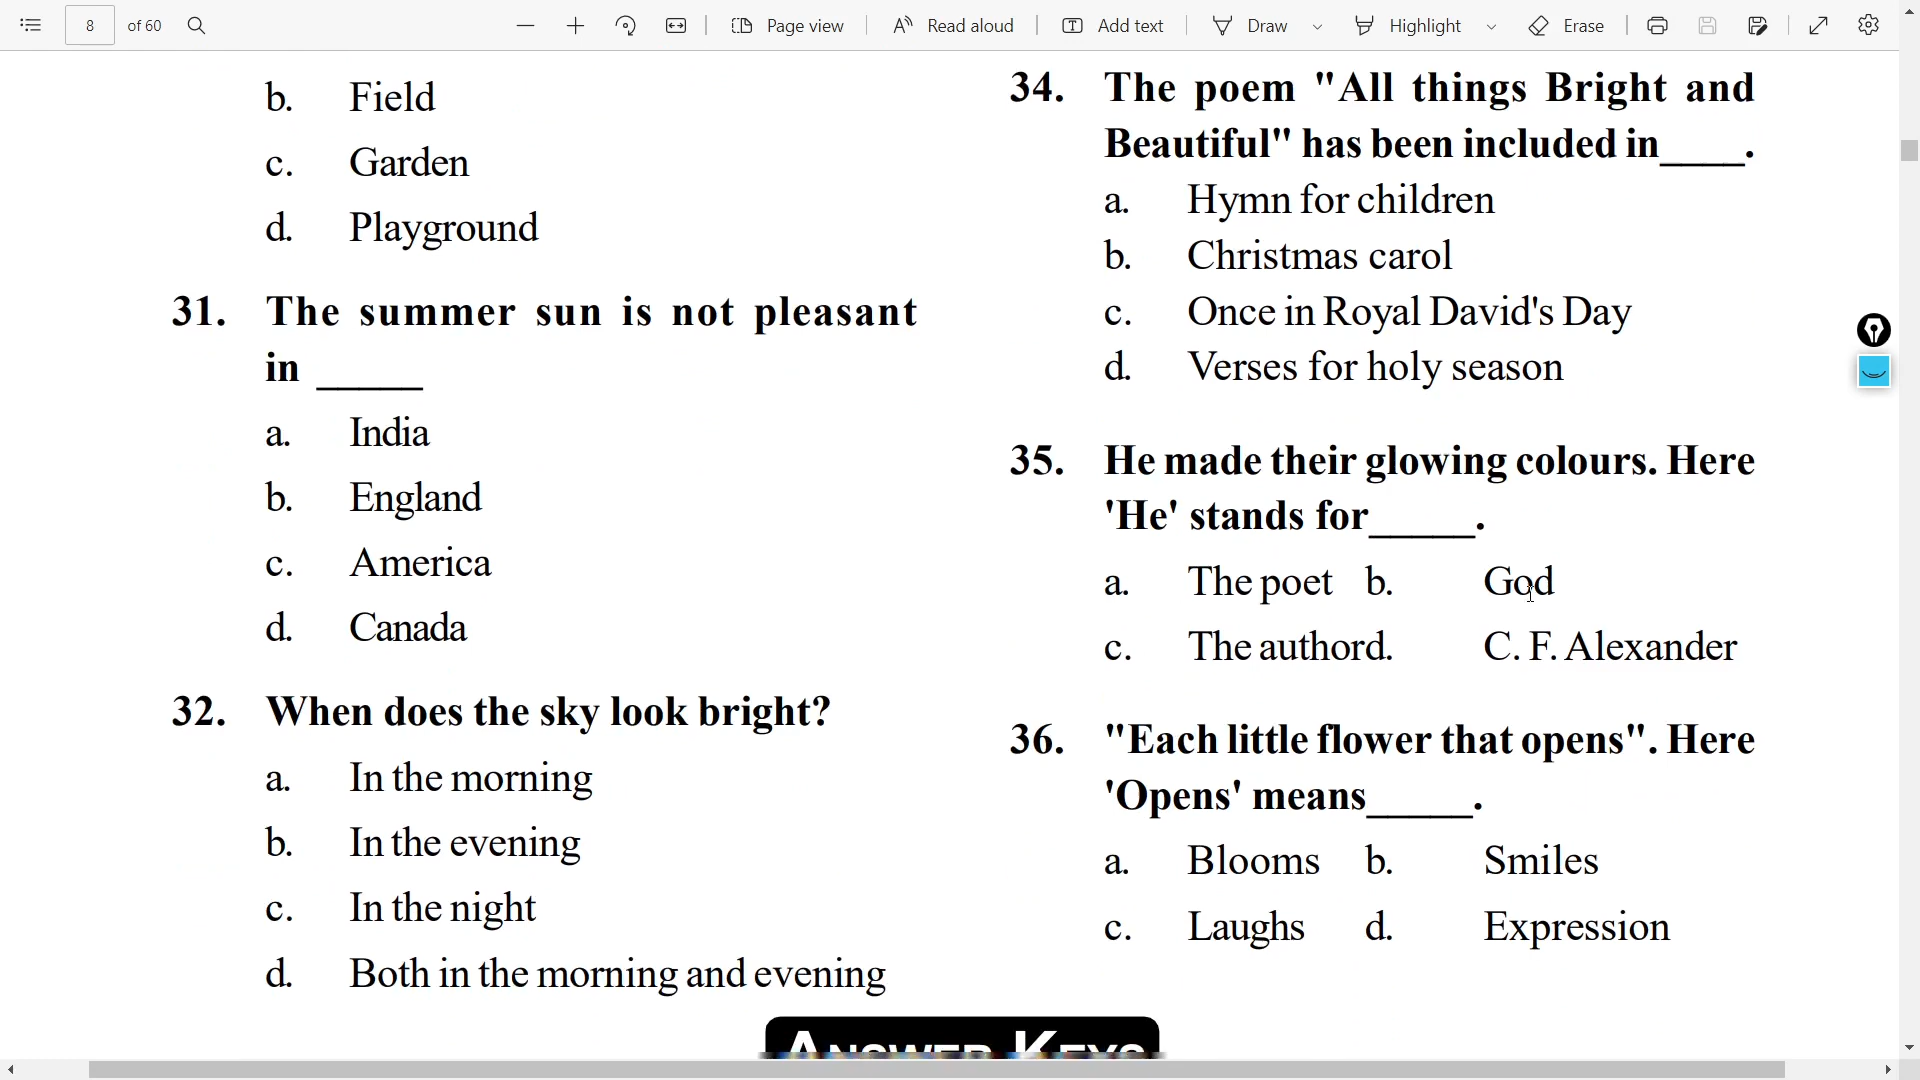 8 of 60 Page view Read aloud Add text Draw Highlight Erase
b. Field
c. Garden
d. Playground
31. The summer sun is not pleasant
in _____
a. India
b. England
c. America
d. Canada
32. When does the sky look bright?
a. In the morning
b. In the evening
c. In the night
d. Both in the morning and evening
34. The poem "All things Bright and
Beautiful" has been included in____.
a. Hymn for children
b. Christmas carol
c. Once in Royal David's Day
d. Verses for holy season
35. He made their glowing colours. Here
'He' stands for_____.
a. The poet b. God
c. The authord. C. F. Alexander
36. "Each little flower that opens". Here
'Opens' means_____.
a. Blooms b. Smiles
c. Laughs d. Expression
ANSWER KEYS